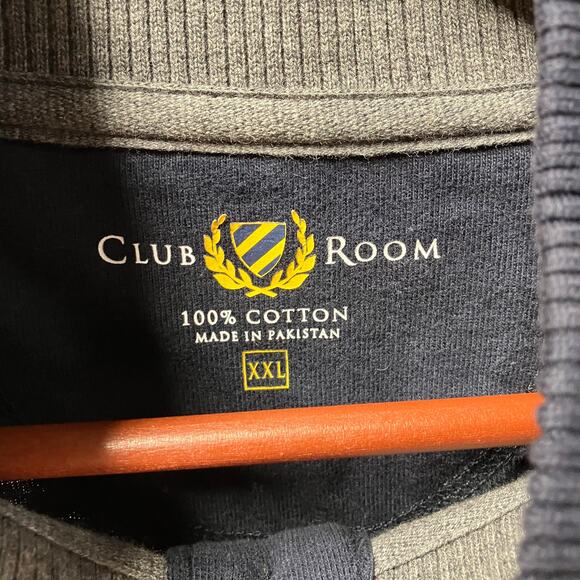 CLUB ROOM
100% COTTON
MADE IN PAKISTAN
XXL